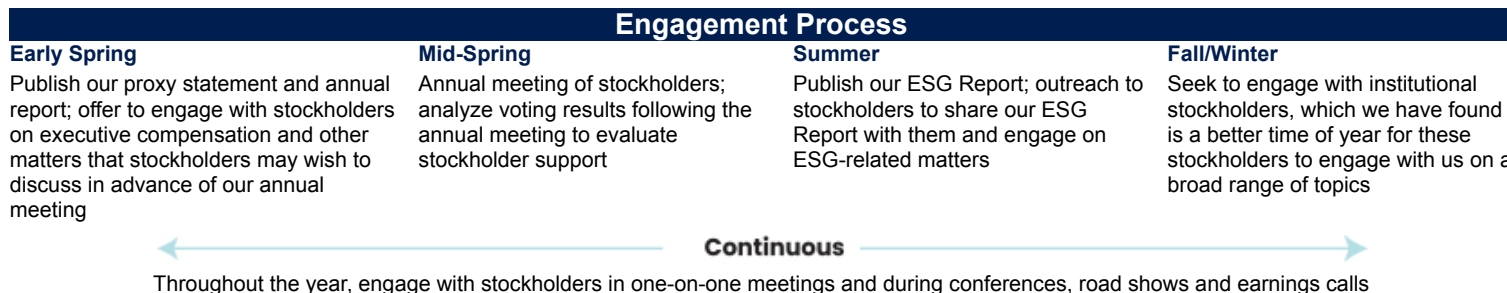 Engagement Process
Early Spring
Publish our proxy statement and annual
report; offer to engage with stockholders
on executive compensation and other
matters that stockholders may wish to
discuss in advance of our annual
meeting
Mid-Spring
Annual meeting of stockholders;
analyze voting results following the
annual meeting to evaluate
stockholder support
Summer
Publish our ESG Report; outreach to
stockholders to share our ESG
Report with them and engage on
ESG-related matters
Fall/Winter
Seek to engage with institutional
stockholders, which we have found
is a better time of year for these
stockholders to engage with us on a
broad range of topics
Continuous
Throughout the year, engage with stockholders in one-on-one meetings and during conferences, road shows and earnings calls